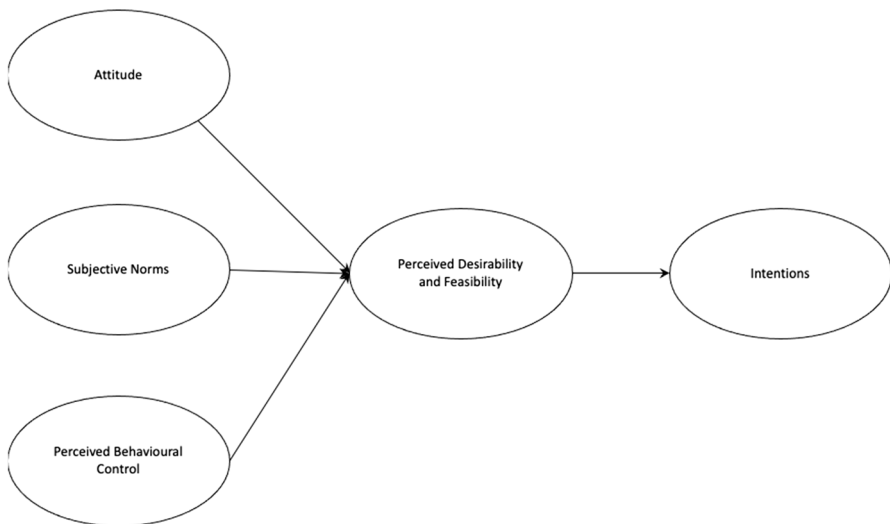 Attitude
Subjective Norms
Perceived Behavioural
Control
Perceived Desirability
and Feasibility
Intentions